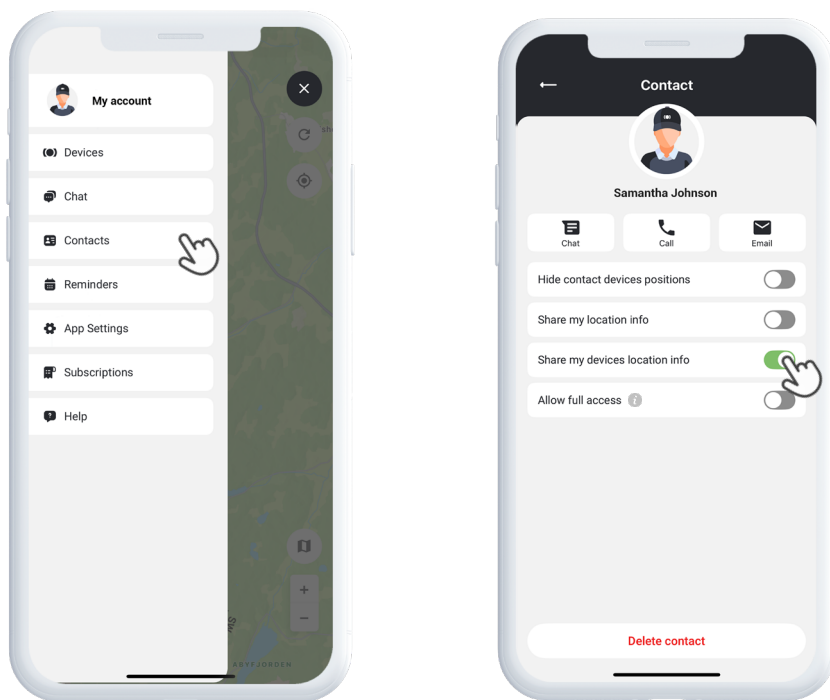 My account
Devices
Chat
Contacts
Reminders
App Settings
Subscriptions
Help
ABYFJORDEN
Contact
Samantha Johnson
Chat
Call
Email
Hide contact devices positions
Share my location info
Share my devices location info
Allow full access
Delete contact